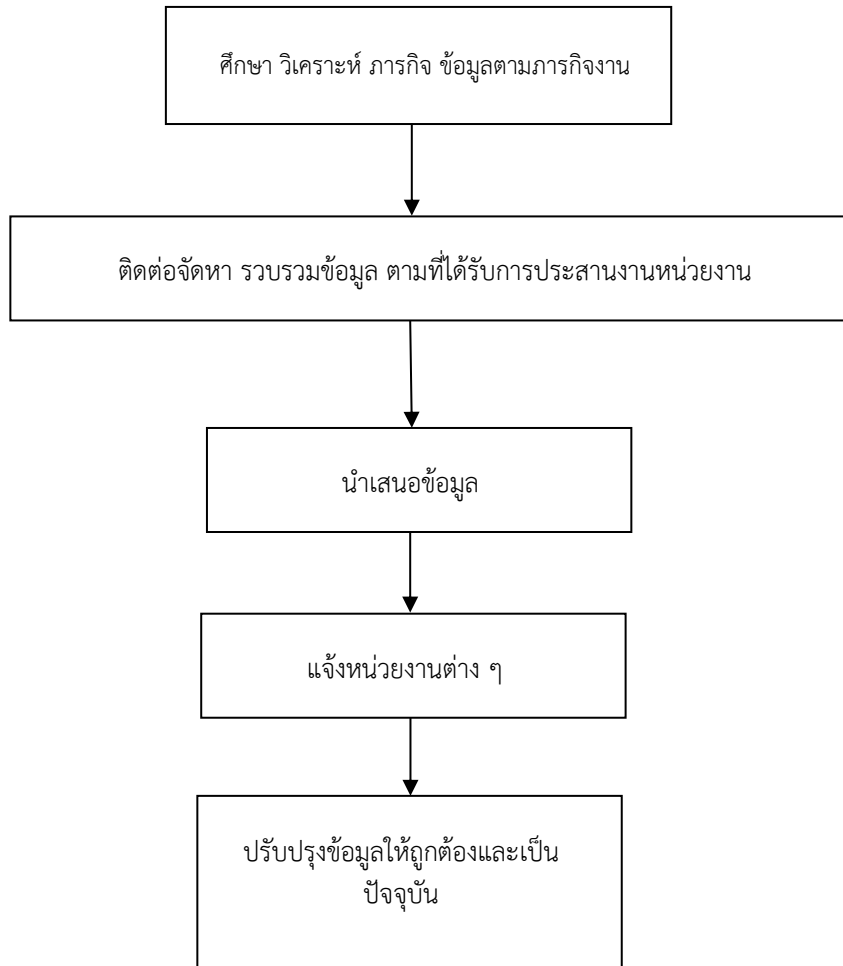 ศึกษา วิเคราะห์ ภารกิจ ข้อมูลตามภารกิจงาน
ติดต่อจัดหา รวบรวมข้อมูล ตามที่ได้รับการประสานงานหน่วยงาน
นำเสนอข้อมูล
แจ้งหน่วยงานต่าง ๆ
ปรับปรุงข้อมูลให้ถูกต้องและเป็น
ปัจจุบัน